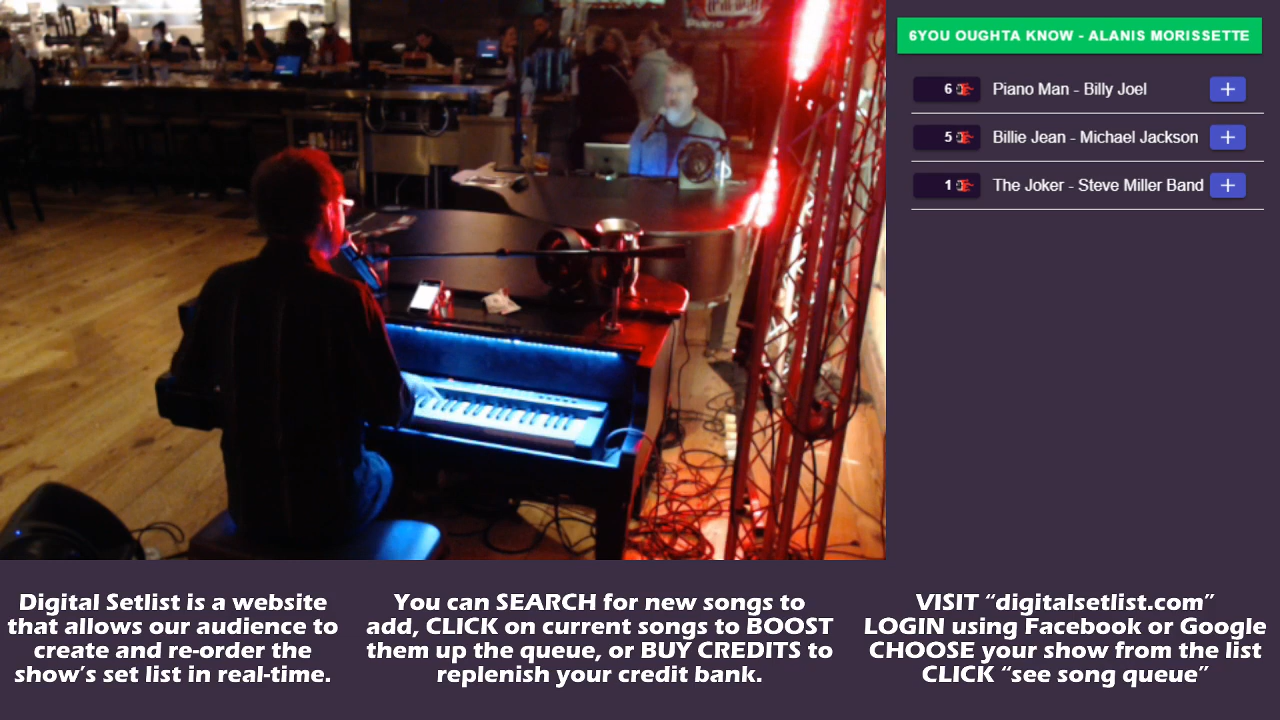 6YOU OUGHTA KNOW - ALANIS MORISSETTE
6 Piano Man - Billy Joel +
5 Billie Jean - Michael Jackson +
1 The Joker - Steve Miller Band +
Digital Setlist is a website
that allows our audience to
create and re-order the
show's set list in real-time.
You can SEARCH for new songs to
add, CLICK on current songs to BOOST
them up the queue, or BUY CREDITS to
replenish your credit bank.
VISIT “digitalsetlist.com”
LOGIN using Facebook or Google
CHOOSE your show from the list
CLICK “see song queue”